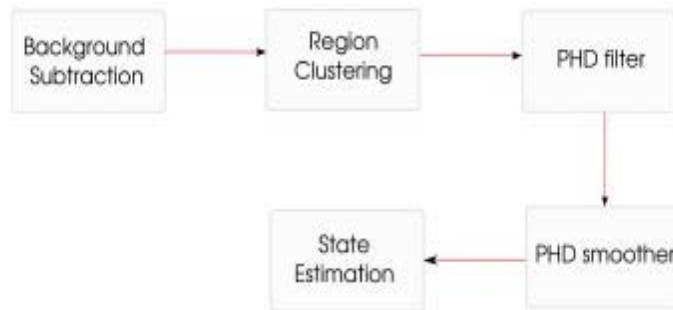 Background
Subtraction
Region
Clustering
PHD filter
PHD smoother
State
Estimation